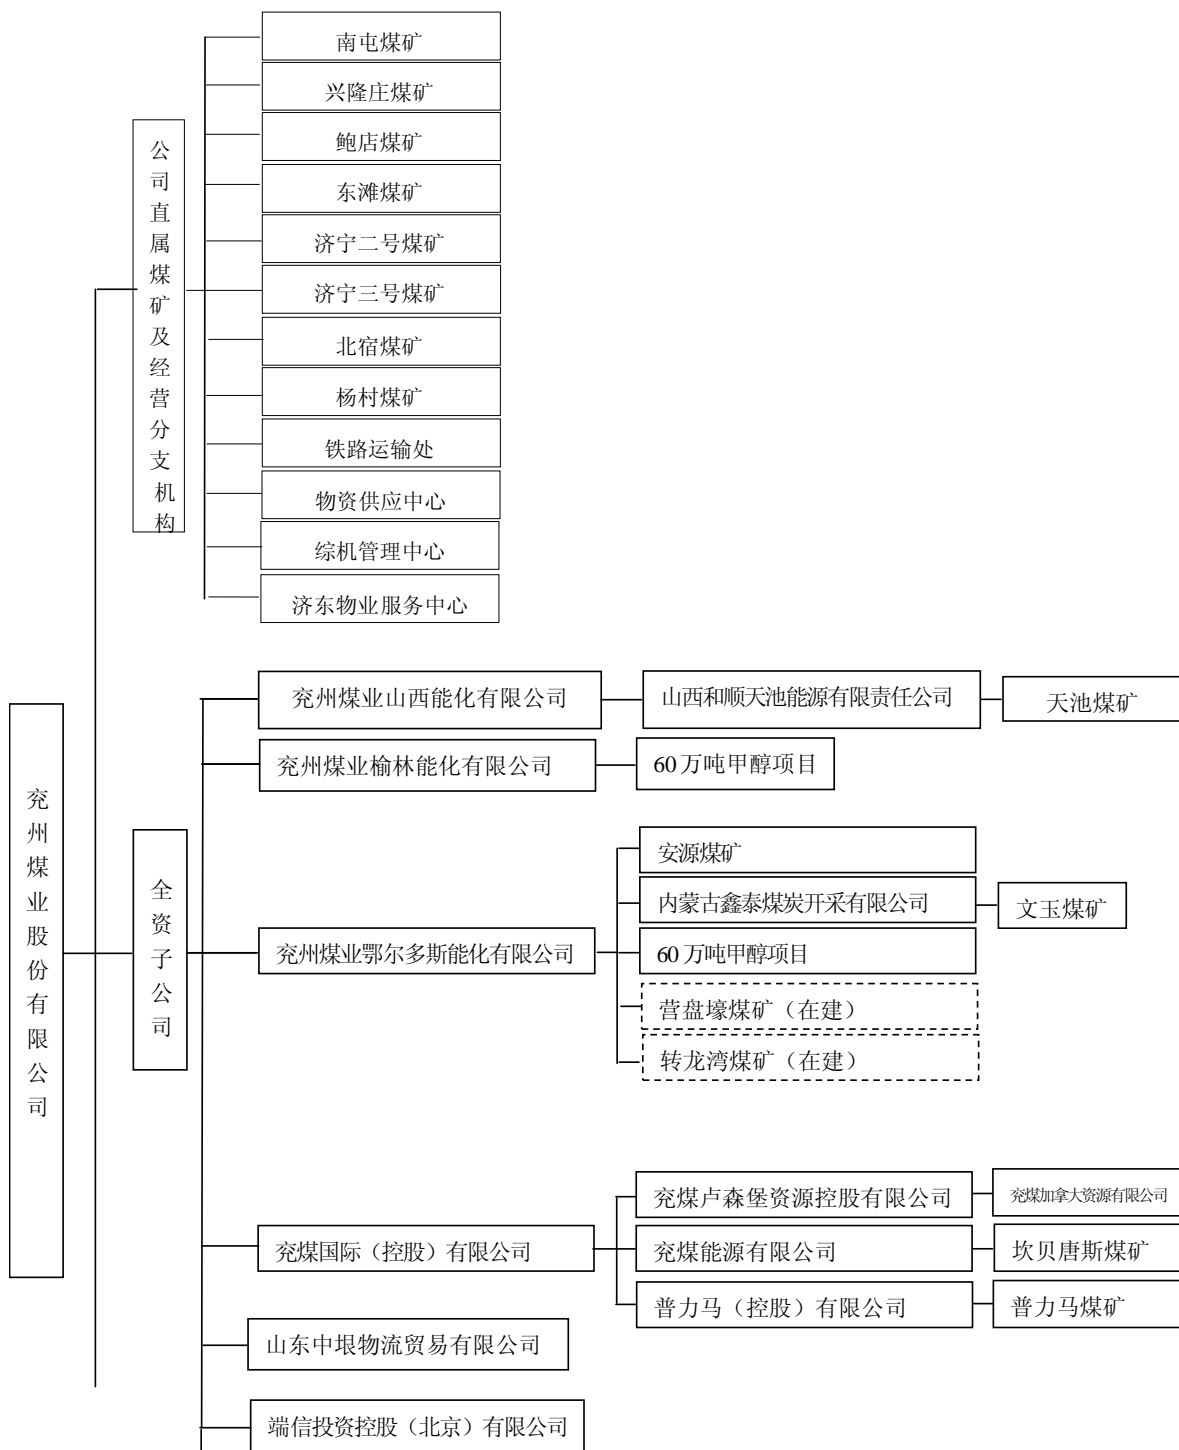 南屯煤矿
兴隆庄煤矿
鲍店煤矿
东滩煤矿
济宁二号煤矿
济宁三号煤矿
北宿煤矿
杨村煤矿
铁路运输处
物资供应中心
综机管理中心
济东物业服务中心
公司直属煤矿及经营分支机构
兖州煤业股份有限公司
全资子公司
兖州煤业山西能化有限公司
山西和顺天池能源有限责任公司
天池煤矿
兖州煤业榆林能化有限公司
60万吨甲醇项目
兖州煤业鄂尔多斯能化有限公司
安源煤矿
内蒙古鑫泰煤炭开采有限公司
文玉煤矿
60万吨甲醇项目
营盘壕煤矿（在建）
转龙湾煤矿（在建）
兖煤国际（控股）有限公司
兖煤卢森堡资源控股有限公司
兖煤加拿大资源有限公司
兖煤能源有限公司
坎贝唐斯煤矿
普力马（控股）有限公司
普力马煤矿
山东中垠物流贸易有限公司
端信投资控股（北京）有限公司